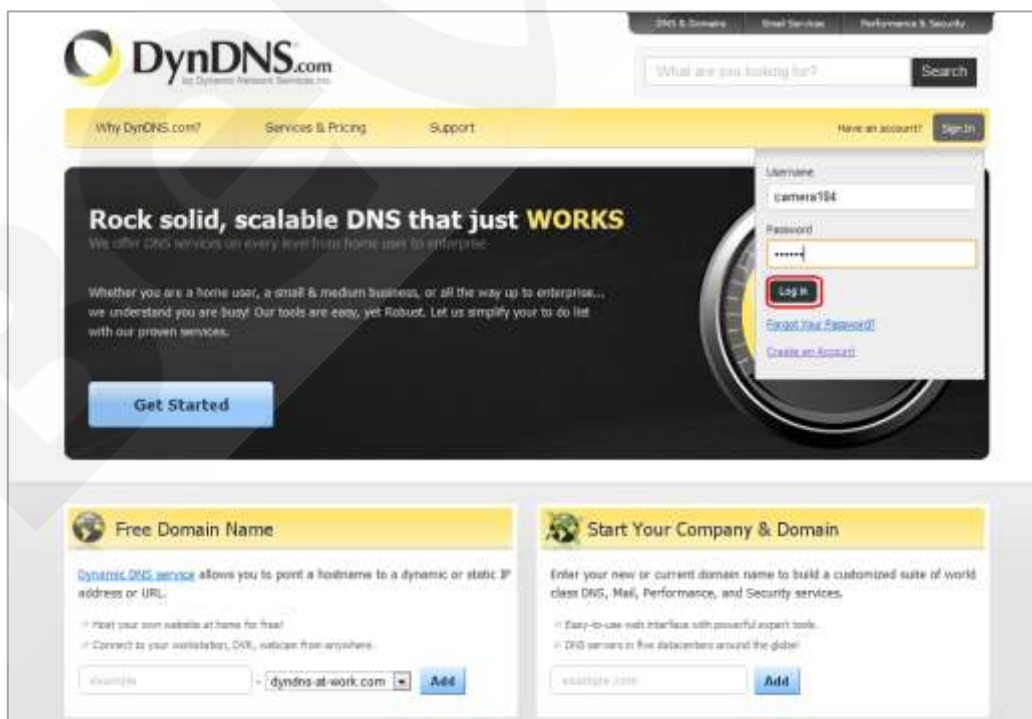 DNS & Domains Email Services Performance & Security
DynDNS.com
by Dynamic Network Services Inc.
What are you looking for? Search
Why DynDNS.com? Services & Pricing Support Have an account? Sign In
Username
camera104
Password
••••••
Log in
Forgot Your Password?
Create an Account
Rock solid, scalable DNS that just WORKS
We offer DNS services on every level from home user to enterprise
Whether you are a home user, a small & medium business, or all the way up to enterprise...
we understand you are busy! Our tools are easy, yet Robust. Let us simplify your to do list
with our proven services.
Get Started
Free Domain Name
Dynamic DNS service allows you to point a hostname to a dynamic or static IP
address or URL.
Host your own website at home for free!
Connect to your workstation, DVR, webcam from anywhere.
example - dyndns-at-work.com Add
Start Your Company & Domain
Enter your new or current domain name to build a customized suite of world
class DNS, Mail, Performance, and Security services.
Easy-to-use web interface with powerful expert tools.
DNS servers in five datacenters around the globe!
example.com Add